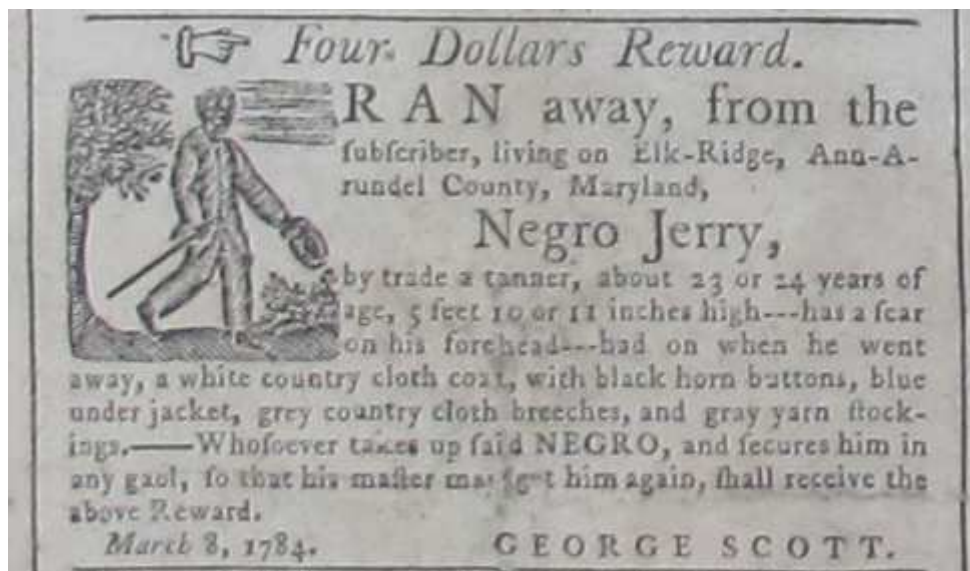 Four Dollars Reward.
RAN away, from the
ſubſcriber, living on Elk-Ridge, Ann-A-
rundel County, Maryland,
Negro Jerry,
by trade a tanner, about 23 or 24 years of
age, 5 feet 10 or 11 inches high---has a ſcar
on his forehead---had on when he went
away, a white country cloth coat, with black horn buttons, blue
under jacket, grey country cloth breeches, and gray yarn ſtock-
ings.——Whoſoever takes up ſaid NEGRO, and ſecures him in
any gaol, ſo that his maſter may get him again, ſhall receive the
above Reward.
March 8, 1784. GEORGE SCOTT.